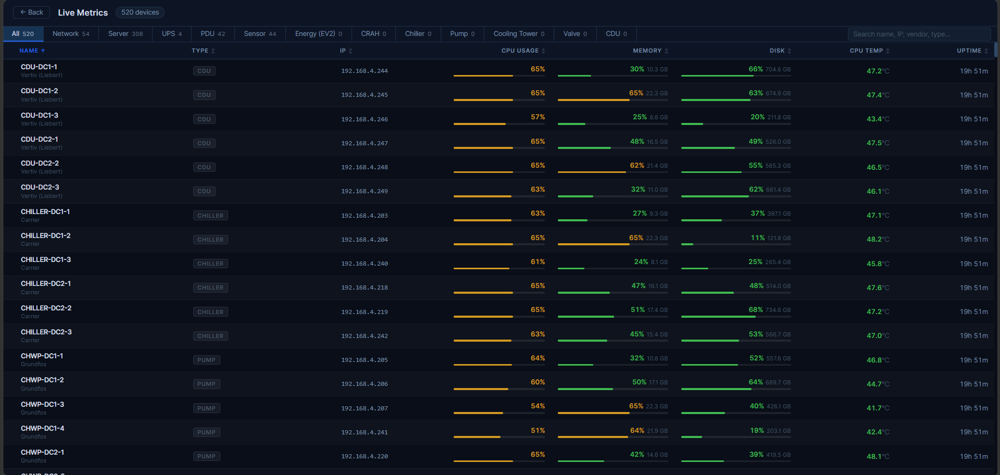 ← Back Live Metrics 520 devices
All 520 Network 54 Server 308 UPS 4 PDU 42 Sensor 44 Energy (EV2) 0 CRAH 0 Chiller 0 Pump 0 Cooling Tower 0 Valve 0 CDU 0 Search name, IP, vendor, type...
NAME ↑ TYPE ↕ IP ↕ CPU USAGE ↕ MEMORY ↕ DISK ↕ CPU TEMP ↕ UPTIME ↕
CDU-DC1-1 CDU 192.168.4.244 65% 30% 10.3 GB 66% 704.6 GB 47.2°C 19h 51m
Vertiv (Liebert)
CDU-DC1-2 CDU 192.168.4.245 65% 65% 22.3 GB 63% 674.9 GB 47.4°C 19h 51m
Vertiv (Liebert)
CDU-DC1-3 CDU 192.168.4.246 57% 25% 8.6 GB 20% 211.8 GB 43.4°C 19h 51m
Vertiv (Liebert)
CDU-DC2-1 CDU 192.168.4.247 65% 48% 16.5 GB 49% 526.0 GB 47.5°C 19h 51m
Vertiv (Liebert)
CDU-DC2-2 CDU 192.168.4.248 65% 62% 21.4 GB 55% 585.3 GB 46.5°C 19h 51m
Vertiv (Liebert)
CDU-DC2-3 CDU 192.168.4.249 63% 32% 11.0 GB 62% 661.4 GB 46.1°C 19h 51m
Vertiv (Liebert)
CHILLER-DC1-1 CHILLER 192.168.4.203 63% 27% 9.3 GB 37% 397.1 GB 47.1°C 19h 51m
Carrier
CHILLER-DC1-2 CHILLER 192.168.4.204 65% 65% 22.3 GB 11% 121.8 GB 48.2°C 19h 51m
Carrier
CHILLER-DC1-3 CHILLER 192.168.4.240 61% 24% 8.1 GB 25% 265.4 GB 45.8°C 19h 51m
Carrier
CHILLER-DC2-1 CHILLER 192.168.4.218 65% 47% 16.1 GB 48% 514.0 GB 47.6°C 19h 51m
Carrier
CHILLER-DC2-2 CHILLER 192.168.4.219 65% 51% 17.4 GB 68% 734.6 GB 47.2°C 19h 51m
Carrier
CHILLER-DC2-3 CHILLER 192.168.4.242 63% 45% 15.4 GB 53% 566.7 GB 47.0°C 19h 51m
Carrier
CHWP-DC1-1 PUMP 192.168.4.205 64% 32% 10.8 GB 52% 557.6 GB 46.8°C 19h 51m
Grundfos
CHWP-DC1-2 PUMP 192.168.4.206 60% 50% 17.1 GB 64% 689.7 GB 44.7°C 19h 51m
Grundfos
CHWP-DC1-3 PUMP 192.168.4.207 54% 65% 22.3 GB 40% 426.1 GB 41.7°C 19h 51m
Grundfos
CHWP-DC1-4 PUMP 192.168.4.241 51% 64% 21.9 GB 19% 203.1 GB 42.4°C 19h 51m
Grundfos
CHWP-DC2-1 PUMP 192.168.4.220 65% 42% 14.6 GB 39% 419.5 GB 48.1°C 19h 51m
Grundfos